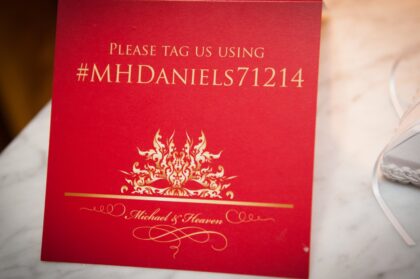 Please tag us using
#MHDaniels71214
Michael & Heaven